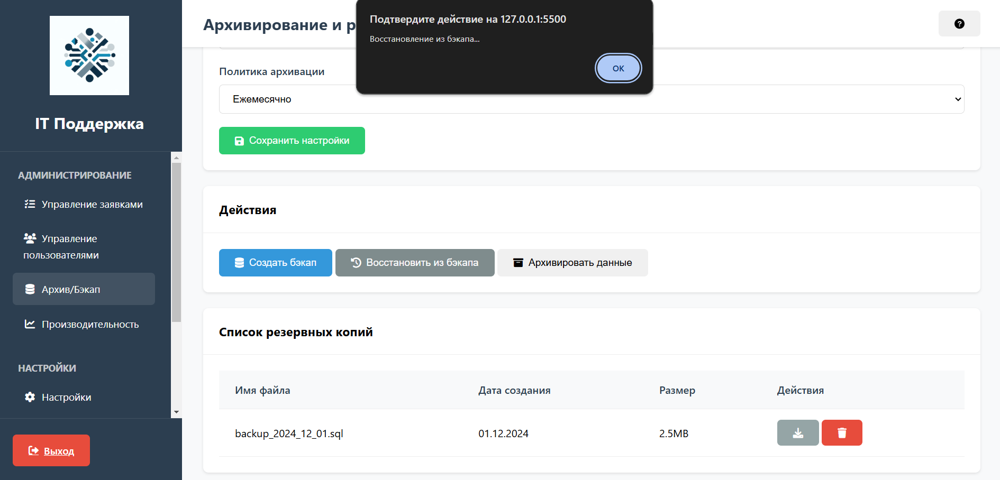 IT Поддержка
АДМИНИСТРИРОВАНИЕ
Управление заявками
Управление
пользователями
Архив/Бэкап
Производительность
НАСТРОЙКИ
Настройки
Выход
Архивирование и р
Подтвердите действие на 127.0.0.1:5500
Восстановление из бэкапа...
ОК
Политика архивации
Ежемесячно
Сохранить настройки
Действия
Создать бэкап
Восстановить из бэкапа
Архивировать данные
Список резервных копий
Имя файла Дата создания Размер Действия
backup_2024_12_01.sql 01.12.2024 2.5MB